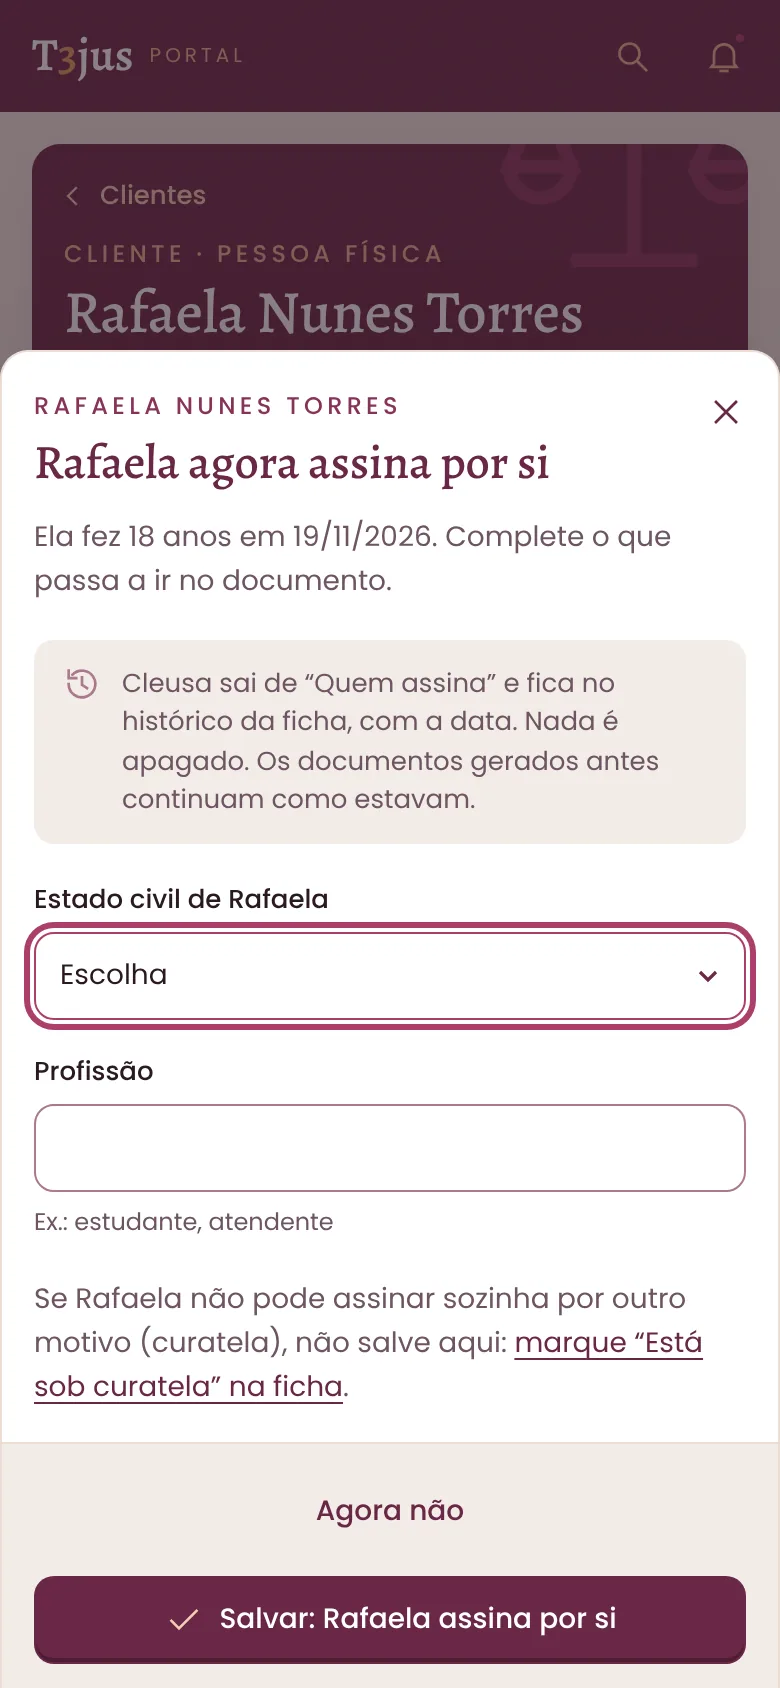 T3jus PORTAL
Clientes
CLIENTE · PESSOA FÍSICA
Rafaela Nunes Torres
RAFAELA NUNES TORRES
Rafaela agora assina por si
Ela fez 18 anos em 19/11/2026. Complete o que
passa a ir no documento.
Cleusa sai de “Quem assina” e fica no
histórico da ficha, com a data. Nada é
apagado. Os documentos gerados antes
continuam como estavam.
Estado civil de Rafaela
Escolha
Profissão
Ex.: estudante, atendente
Se Rafaela não pode assinar sozinha por outro
motivo (curatela), não salve aqui: marque “Está
sob curatela” na ficha.
Agora não
Salvar: Rafaela assina por si